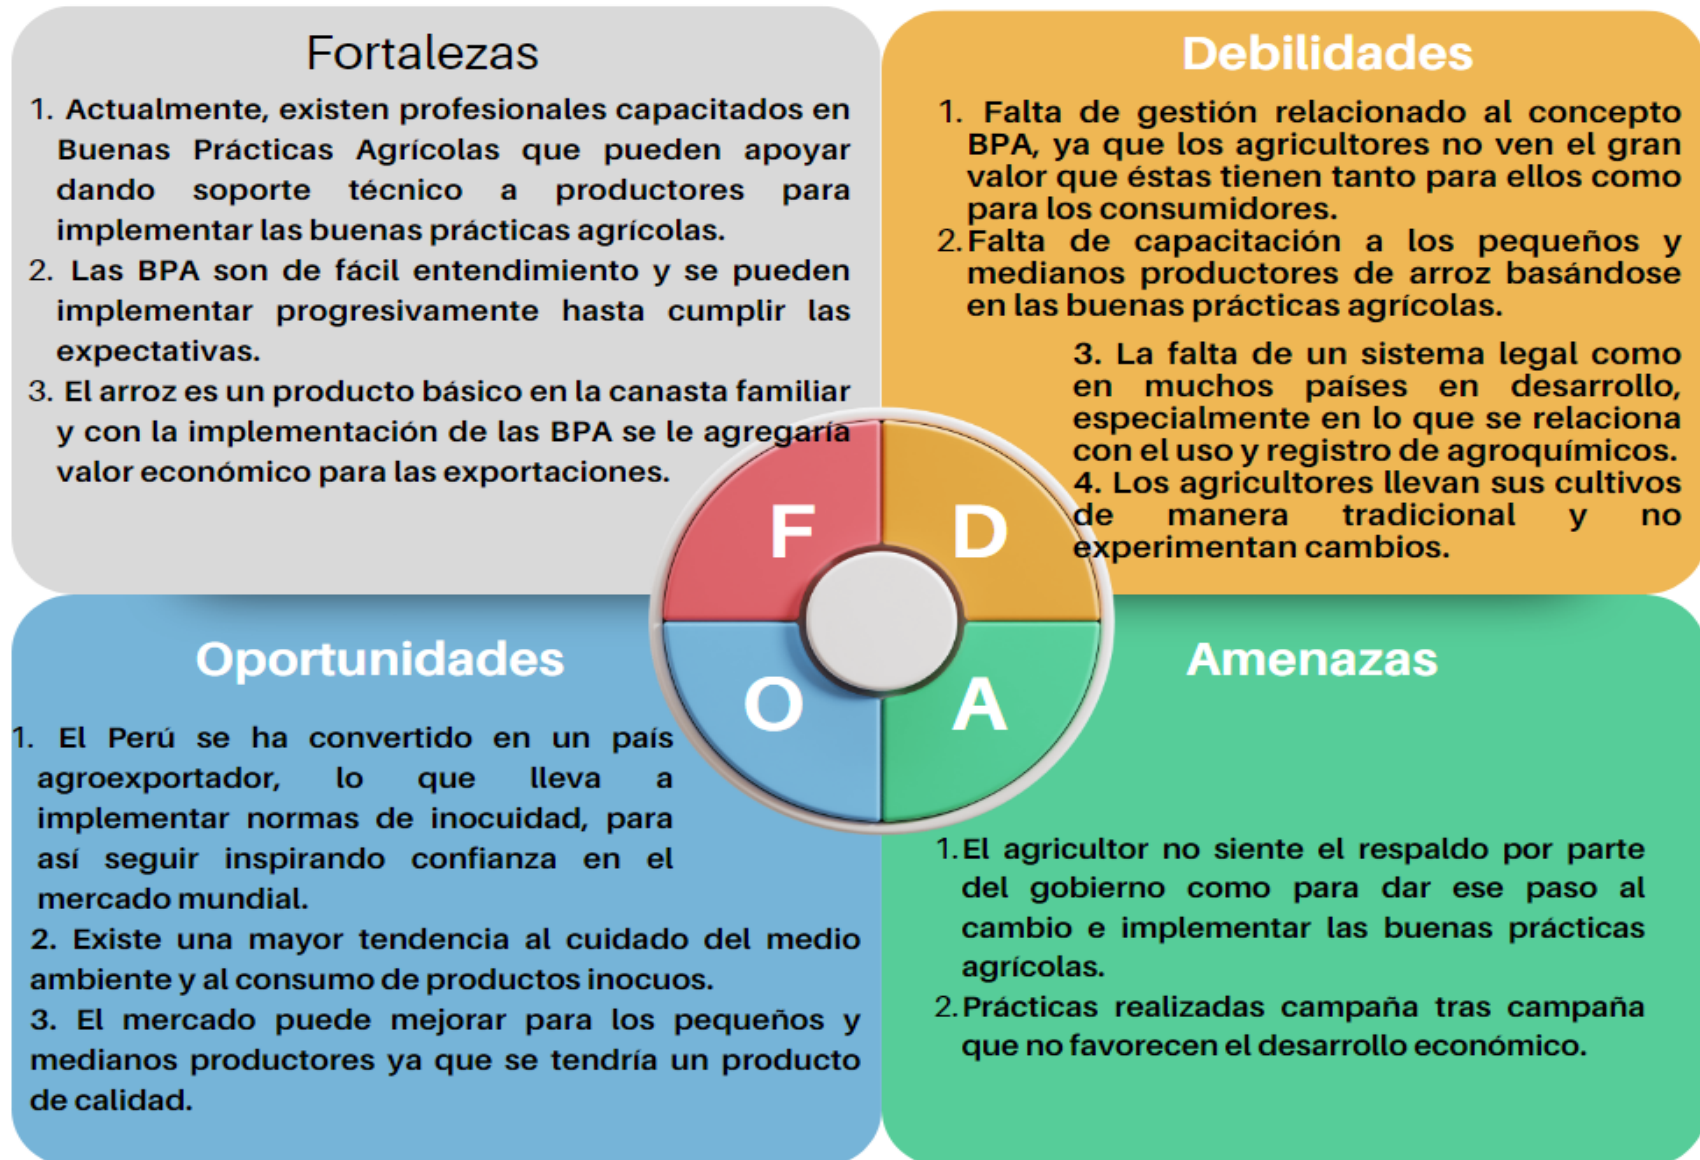 Fortalezas
1. Actualmente, existen profesionales capacitados en
Buenas Prácticas Agrícolas que pueden apoyar
dando soporte técnico a productores para
implementar las buenas prácticas agrícolas.
2. Las BPA son de fácil entendimiento y se pueden
implementar progresivamente hasta cumplir las
expectativas.
3. El arroz es un producto básico en la canasta familiar
y con la implementación de las BPA se le agregaría
valor económico para las exportaciones.
Debilidades
1. Falta de gestión relacionado al concepto
BPA, ya que los agricultores no ven el gran
valor que éstas tienen tanto para ellos como
para los consumidores.
2. Falta de capacitación a los pequeños y
medianos productores de arroz basándose
en las buenas prácticas agrícolas.
3. La falta de un sistema legal como
en muchos países en desarrollo,
especialmente en lo que se relaciona
con el uso y registro de agroquímicos.
4. Los agricultores llevan sus cultivos
de manera tradicional y no
experimentan cambios.
F
D
O
A
Oportunidades
1. El Perú se ha convertido en un país
agroexportador, lo que lleva a
implementar normas de inocuidad, para
así seguir inspirando confianza en el
mercado mundial.
2. Existe una mayor tendencia al cuidado del medio
ambiente y al consumo de productos inocuos.
3. El mercado puede mejorar para los pequeños y
medianos productores ya que se tendría un producto
de calidad.
Amenazas
1. El agricultor no siente el respaldo por parte
del gobierno como para dar ese paso al
cambio e implementar las buenas prácticas
agrícolas.
2. Prácticas realizadas campaña tras campaña
que no favorecen el desarrollo económico.